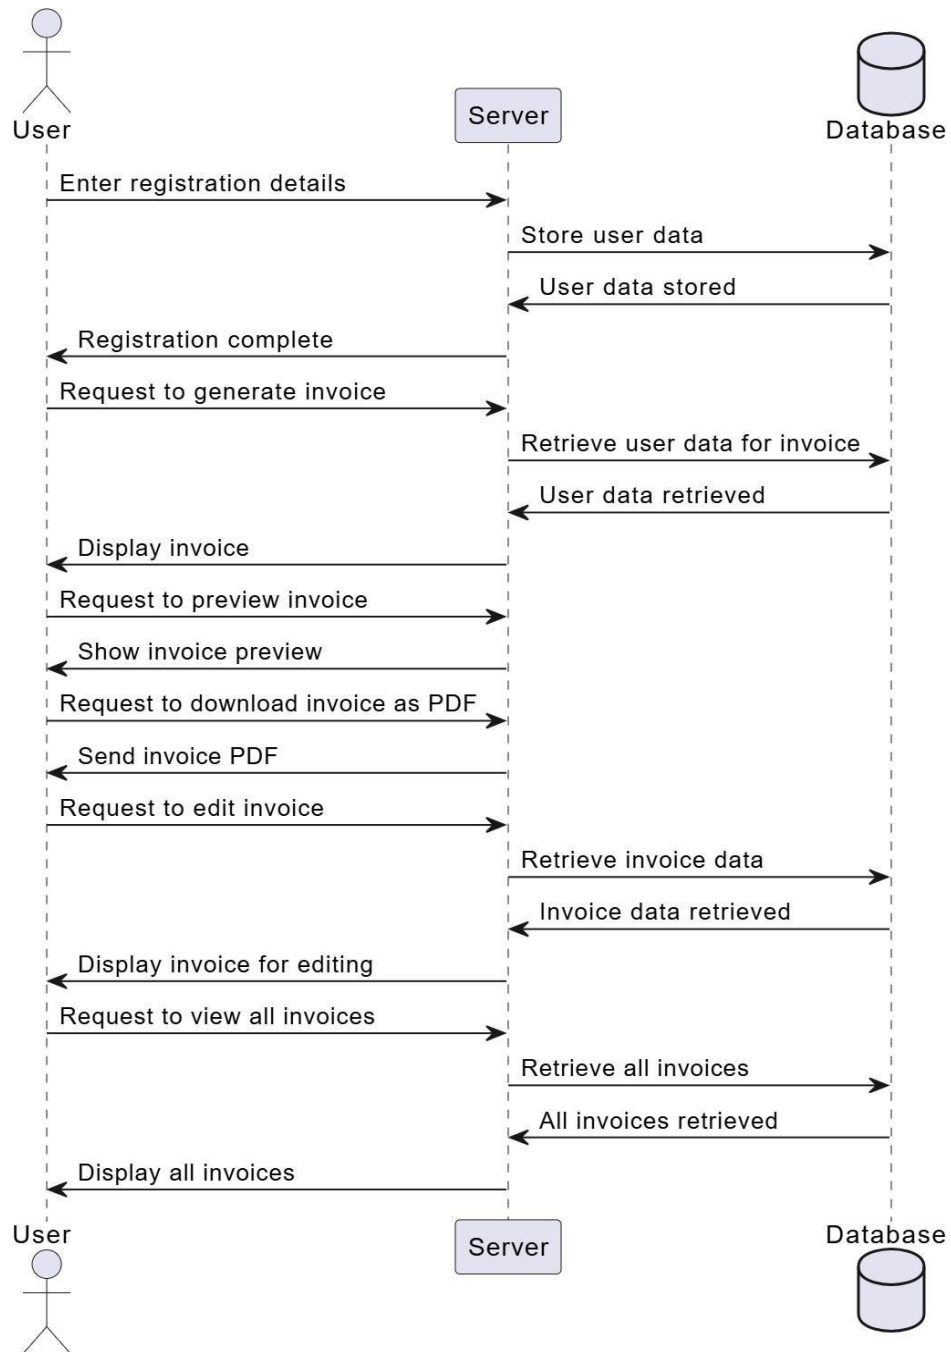 User
Server
Database
Enter registration details
Store user data
User data stored
Registration complete
Request to generate invoice
Retrieve user data for invoice
User data retrieved
Display invoice
Request to preview invoice
Show invoice preview
Request to download invoice as PDF
Send invoice PDF
Request to edit invoice
Retrieve invoice data
Invoice data retrieved
Display invoice for editing
Request to view all invoices
Retrieve all invoices
All invoices retrieved
Display all invoices
User
Server
Database